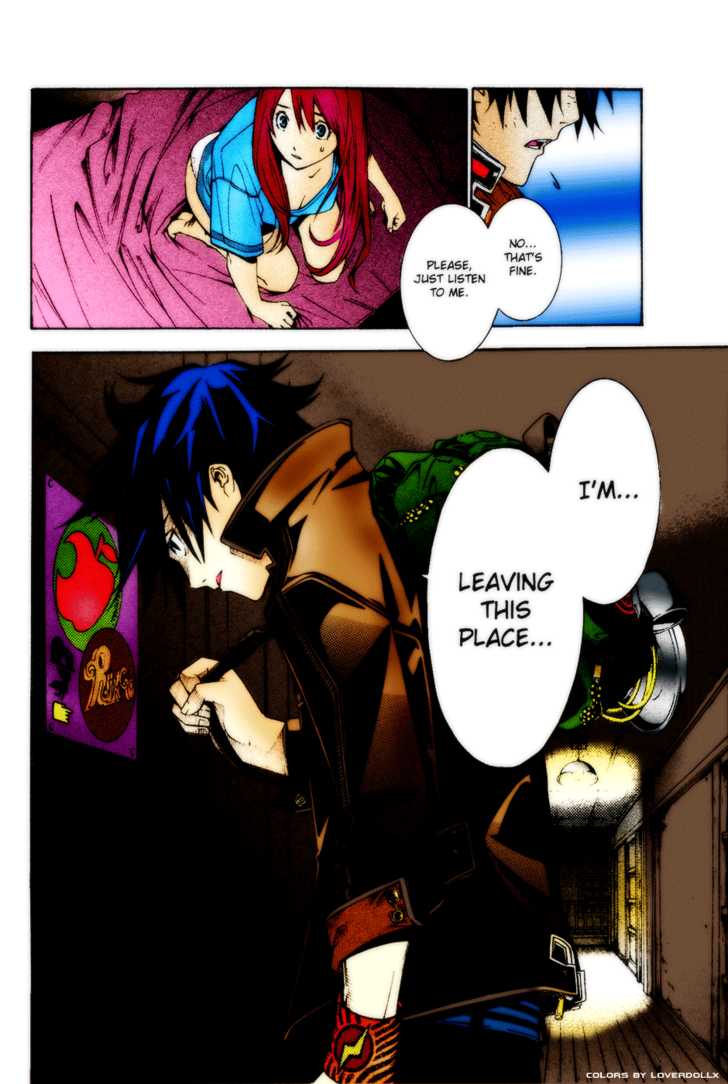 NO...
THAT'S
FINE.
PLEASE,
JUST LISTEN
TO ME.
I'M...
LEAVING
THIS
PLACE...
COLORS BY LOVERDOLLX